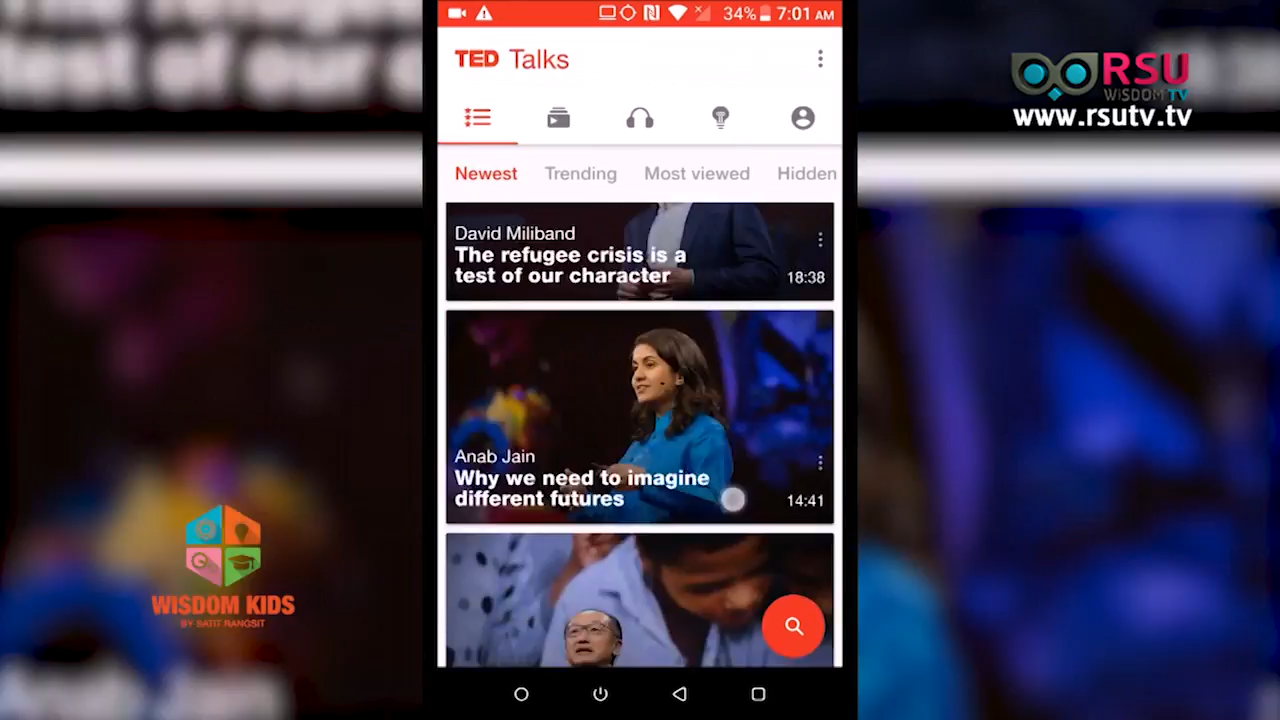 34% 7:01 AM
TED Talks
RSU
WISDOM TV
www.rsutv.tv
Newest Trending Most viewed Hidden
David Miliband
The refugee crisis is a
test of our character
18:38
Anab Jain
Why we need to imagine
different futures
14:41
WISDOM KIDS
BY SATIT RANGSIT